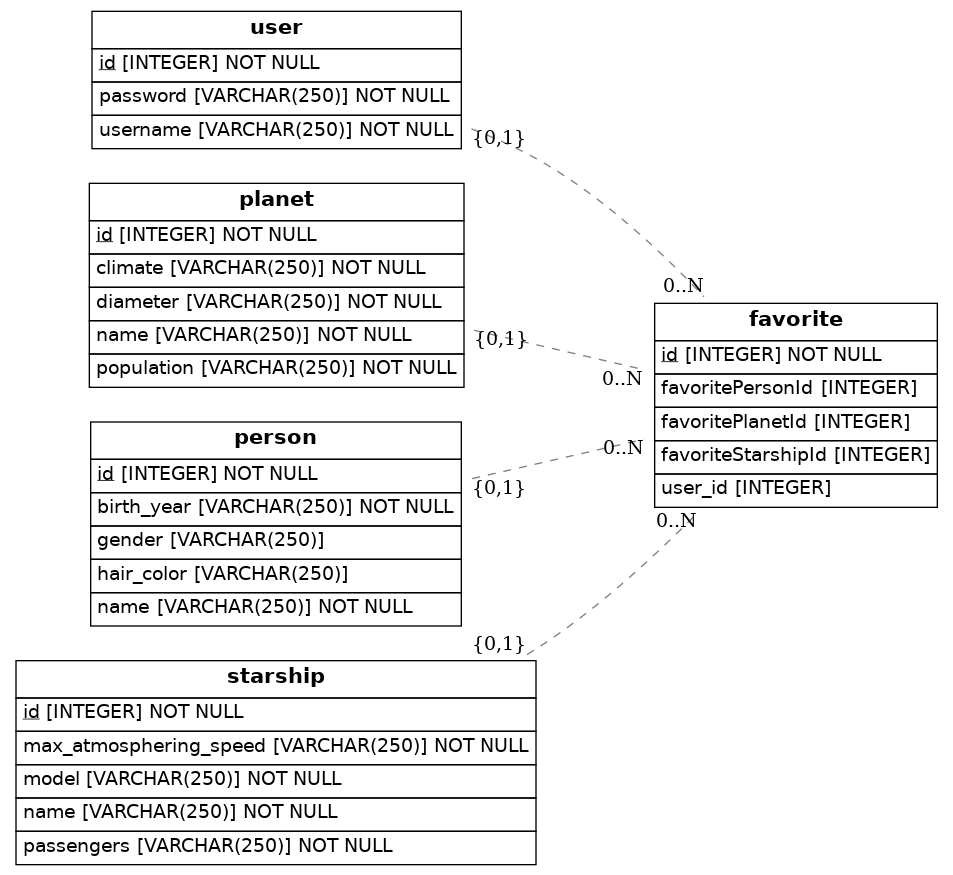 user
id [INTEGER] NOT NULL
password [VARCHAR(250)] NOT NULL
username [VARCHAR(250)] NOT NULL
{0,1}
planet
id [INTEGER] NOT NULL
climate [VARCHAR(250)] NOT NULL
diameter [VARCHAR(250)] NOT NULL
name [VARCHAR(250)] NOT NULL
population [VARCHAR(250)] NOT NULL
{0,1}
person
id [INTEGER] NOT NULL
birth_year [VARCHAR(250)] NOT NULL
gender [VARCHAR(250)]
hair_color [VARCHAR(250)]
name [VARCHAR(250)] NOT NULL
{0,1}
starship
id [INTEGER] NOT NULL
max_atmosphering_speed [VARCHAR(250)] NOT NULL
model [VARCHAR(250)] NOT NULL
name [VARCHAR(250)] NOT NULL
passengers [VARCHAR(250)] NOT NULL
{0,1}
0..N
0..N
0..N
0..N
favorite
id [INTEGER] NOT NULL
favoritePersonId [INTEGER]
favoritePlanetId [INTEGER]
favoriteStarshipId [INTEGER]
user_id [INTEGER]